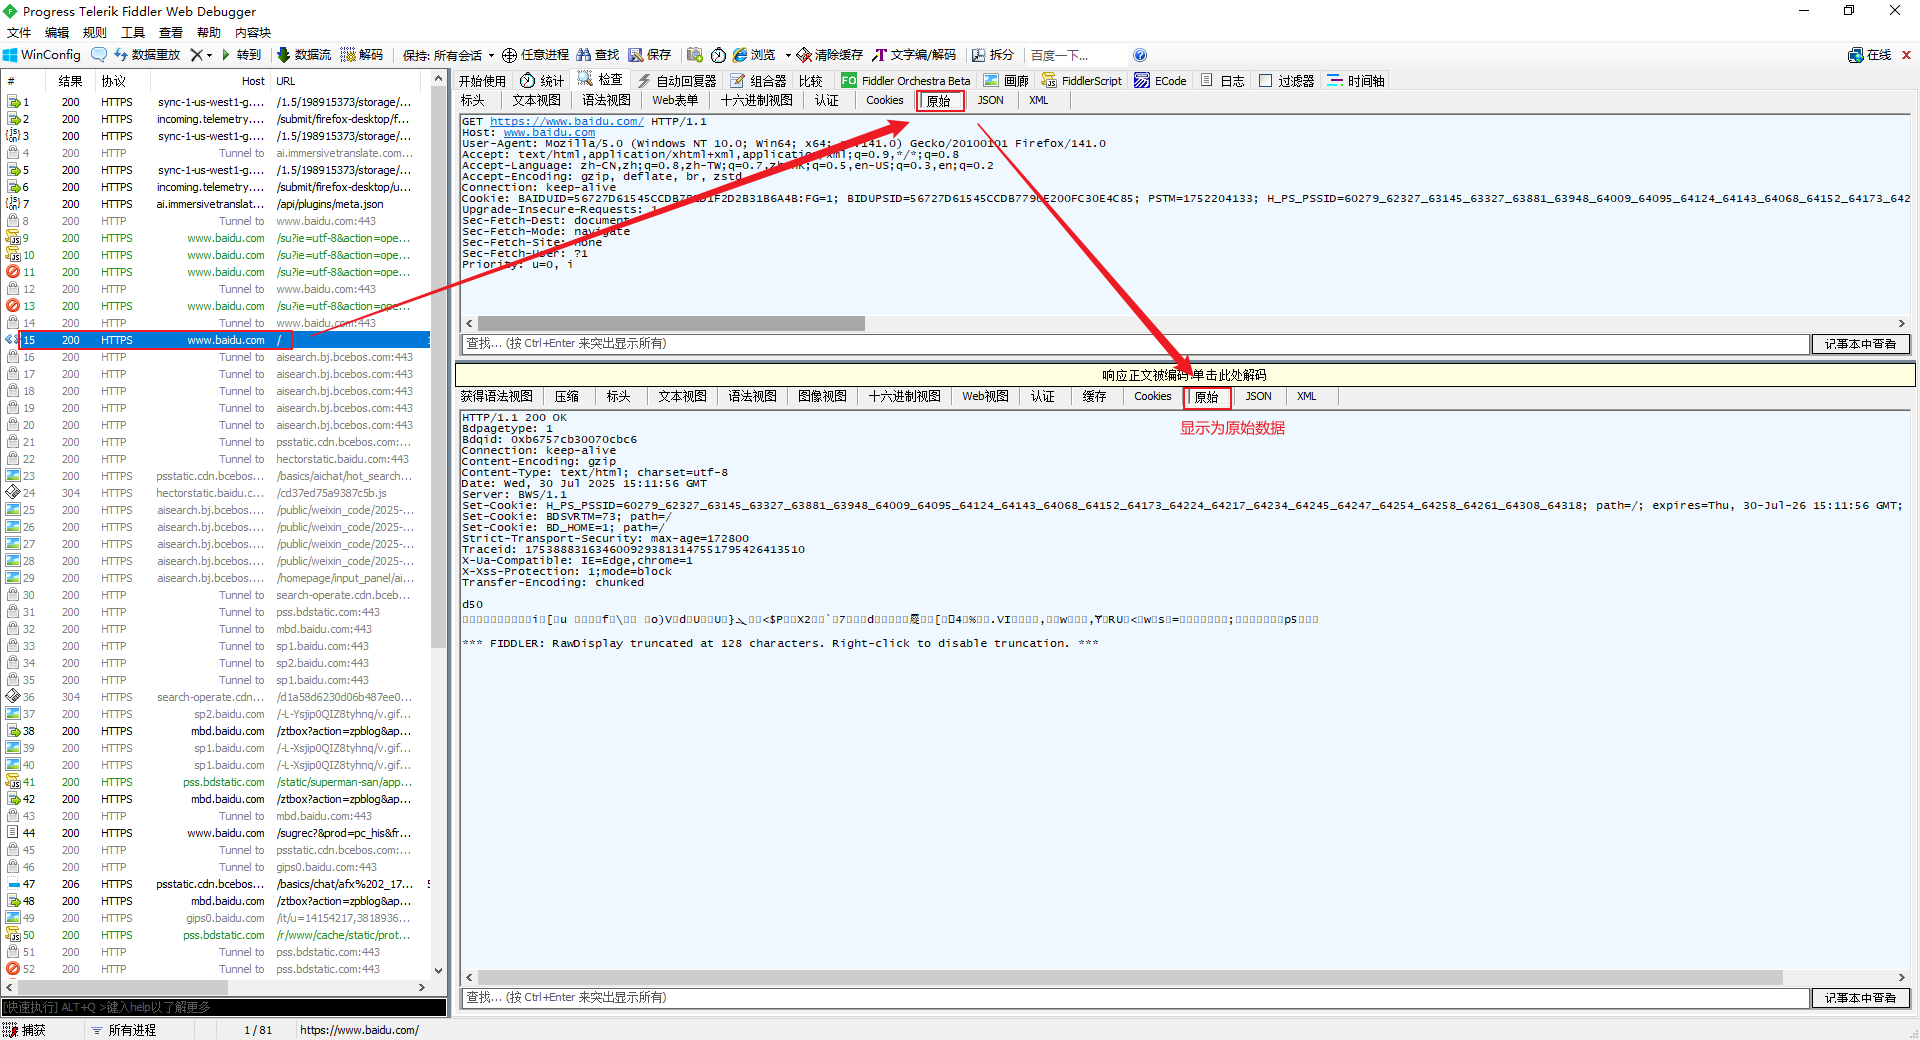 Progress Telerik Fiddler Web Debugger
文件 编辑 规则 工具 查看 帮助 内容块
WinConfig 数据重放 转到 数据流 解码 保持: 所有会话 任意进程 查找 保存 浏览 清除缓存 文字编/解码 拆分 百度一下... 在线
# 结果 协议 Host URL
1 200 HTTPS sync-1-us-west1-g.... /1.5/198915373/storage/...
2 200 HTTPS incoming.telemetry.... /submit/firefox-desktop/f...
3 200 HTTPS sync-1-us-west1-g.... /1.5/198915373/storage/...
4 200 HTTP Tunnel to ai.immersivetranslate.com...
5 200 HTTPS sync-1-us-west1-g.... /1.5/198915373/storage/...
6 200 HTTPS incoming.telemetry.... /submit/firefox-desktop/u...
7 200 HTTPS ai.immersivetranslat... /api/plugins/meta.json
8 200 HTTP Tunnel to www.baidu.com:443
9 200 HTTPS www.baidu.com /su?ie=utf-8&action=ope...
10 200 HTTPS www.baidu.com /su?ie=utf-8&action=ope...
11 200 HTTPS www.baidu.com /su?ie=utf-8&action=ope...
12 200 HTTP Tunnel to www.baidu.com:443
13 200 HTTPS www.baidu.com /su?ie=utf-8&action=ope...
14 200 HTTP Tunnel to www.baidu.com:443
15 200 HTTPS www.baidu.com /
16 200 HTTP Tunnel to aisearch.bj.bcebos.com:443
17 200 HTTP Tunnel to aisearch.bj.bcebos.com:443
18 200 HTTP Tunnel to aisearch.bj.bcebos.com:443
19 200 HTTP Tunnel to aisearch.bj.bcebos.com:443
20 200 HTTP Tunnel to aisearch.bj.bcebos.com:443
21 200 HTTP Tunnel to psstatic.cdn.bcebos.com:...
22 200 HTTP Tunnel to hectorstatic.baidu.com:443
23 200 HTTPS psstatic.cdn.bcebos... /basics/aichat/hot_search...
24 304 HTTPS hectorstatic.baidu.c... /cd37ed75a9387c5b.js
25 200 HTTPS aisearch.bj.bcebos.... /public/weixin_code/2025-...
26 200 HTTPS aisearch.bj.bcebos.... /public/weixin_code/2025-...
27 200 HTTPS aisearch.bj.bcebos.... /public/weixin_code/2025-...
28 200 HTTPS aisearch.bj.bcebos.... /public/weixin_code/2025-...
29 200 HTTPS aisearch.bj.bcebos.... /homepage/input_panel/ai...
30 200 HTTP Tunnel to search-operate.cdn.bceb...
31 200 HTTP Tunnel to pss.bdstatic.com:443
32 200 HTTP Tunnel to mbd.baidu.com:443
33 200 HTTP Tunnel to sp1.baidu.com:443
34 200 HTTP Tunnel to sp2.baidu.com:443
35 200 HTTP Tunnel to sp1.baidu.com:443
36 304 HTTPS search-operate.cdn... /d1a58d6230d06b487ee0...
37 200 HTTPS sp2.baidu.com /-L-Ysjip0QIZ8tyhnq/v.gif...
38 200 HTTPS mbd.baidu.com /ztbox?action=zpblog&ap...
39 200 HTTPS sp1.baidu.com /-L-Xsjip0QIZ8tyhnq/v.gif...
40 200 HTTPS sp1.baidu.com /-L-Xsjip0QIZ8tyhnq/v.gif...
41 200 HTTPS pss.bdstatic.com /static/superman-san/app...
42 200 HTTPS mbd.baidu.com /ztbox?action=zpblog&ap...
43 200 HTTP Tunnel to mbd.baidu.com:443
44 200 HTTPS www.baidu.com /sugrec?&prod=pc_his&fr...
45 200 HTTP Tunnel to psstatic.cdn.bcebos.com:...
46 200 HTTP Tunnel to gips0.baidu.com:443
47 206 HTTPS psstatic.cdn.bcebos... /basics/chat/afx%202_17... 5
48 200 HTTPS mbd.baidu.com /ztbox?action=zpblog&ap...
49 200 HTTPS gips0.baidu.com /it/u=14154217,3818936...
50 200 HTTPS pss.bdstatic.com /r/www/cache/static/prot...
51 200 HTTP Tunnel to pss.bdstatic.com:443
52 200 HTTP Tunnel to pss.bdstatic.com:443
[快速执行] ALT+Q >键入help以了解更多
捕获 所有进程 1 / 81 https://www.baidu.com/
开始使用 统计 检查 自动回复器 组合器 比较 FO Fiddler Orchestra Beta 画廊 FiddlerScript ECode 日志 过滤器 时间轴
标头 文本视图 语法视图 Web表单 十六进制视图 认证 Cookies 原始 JSON XML
GET https://www.baidu.com/ HTTP/1.1
Host: www.baidu.com
User-Agent: Mozilla/5.0 (Windows NT 10.0; Win64; x64; 141.0) Gecko/20100101 Firefox/141.0
Accept: text/html,application/xhtml+xml,application/xml;q=0.9,*/*;q=0.8
Accept-Language: zh-CN,zh;q=0.8,zh-TW;q=0.7,zh-HK;q=0.5,en-US;q=0.3,en;q=0.2
Accept-Encoding: gzip, deflate, br, zstd
Connection: keep-alive
Cookie: FG=1; PSTM=1752204133; H_PS_PSSID=60279_62327_63145_63327_63881_63948_64009_64095_64124_64143_64068_64152_64173_642
Upgrade-Insecure-Requests: 1
Sec-Fetch-Dest: document
Sec-Fetch-Mode: navigate
Sec-Fetch-Site: none
Sec-Fetch-User: ?1
Priority: u=0, i
查找... (按 Ctrl+Enter 来突出显示所有) 记事本中查看
响应正文被编码 单击此处解码
获得语法视图 压缩 标头 文本视图 语法视图 图像视图 十六进制视图 Web视图 认证 缓存 Cookies 原始 JSON XML
显示为原始数据
HTTP/1.1 200 OK
Bdpagetype: 1
Bdqid: 0xb6757cb30070cbc6
Connection: keep-alive
Content-Encoding: gzip
Content-Type: text/html; charset=utf-8
Date: Wed, 30 Jul 2025 15:11:56 GMT
Server: BWS/1.1
Set-Cookie: H_PS_PSSID=60279_62327_63145_63327_63881_63948_64009_64095_64124_64143_64068_64152_64173_64224_64217_64234_64245_64247_64254_64258_64261_64308_64318; path=/; expires=Thu, 30-Jul-26 15:11:56 GMT;
Set-Cookie: BDSVRTM=73; path=/
Set-Cookie: BD_HOME=1; path=/
Strict-Transport-Security: max-age=172800
Traceid: 1753888316346009293813147551795426413510
X-Ua-Compatible: IE=Edge,chrome=1
X-Xss-Protection: 1;mode=block
Transfer-Encoding: chunked
d50
*** FIDDLER: RawDisplay truncated at 128 characters. Right-click to disable truncation. ***
查找... (按 Ctrl+Enter 来突出显示所有) 记事本中查看